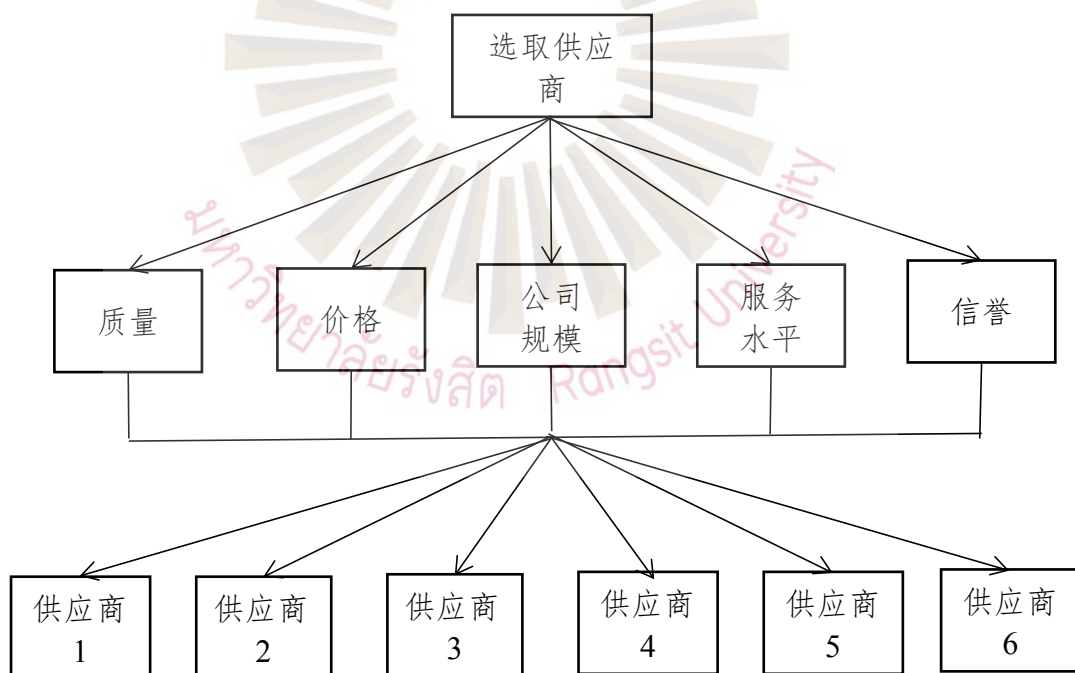 选取供应
商
质量
价格
公司
规模
服务
水平
信誉
มหาวิทยาลัยรังสิต Rangsit University
供应商
1
供应商
2
供应商
3
供应商
4
供应商
5
供应商
6